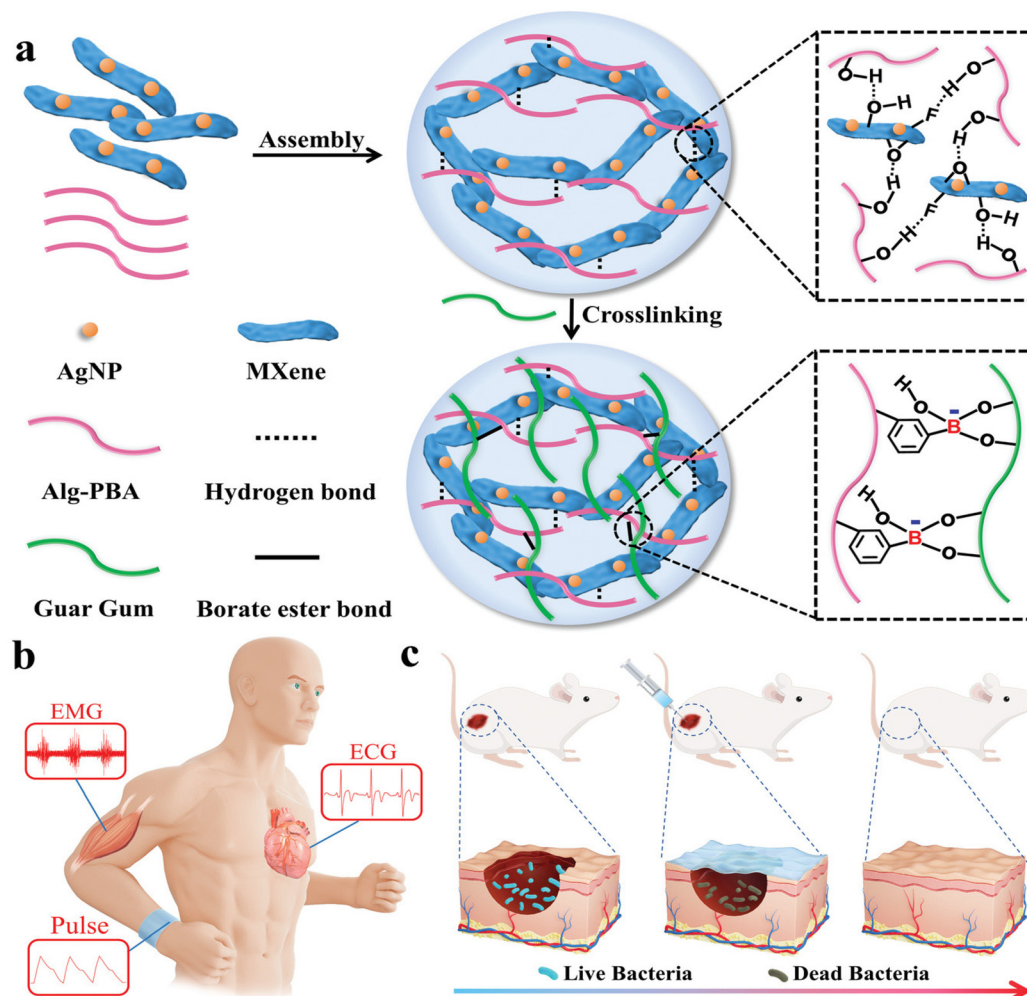 a
Assembly
Crosslinking
AgNP
MXene
Alg-PBA
Hydrogen bond
Guar Gum
Borate ester bond
O
H
O-H
F
H
O
H
O
O
H
O
F
H
O
O-H
H
O
H
O
B
-
O
O
H
O
B
-
O
O
b
EMG
ECG
Pulse
c
Live Bacteria
Dead Bacteria